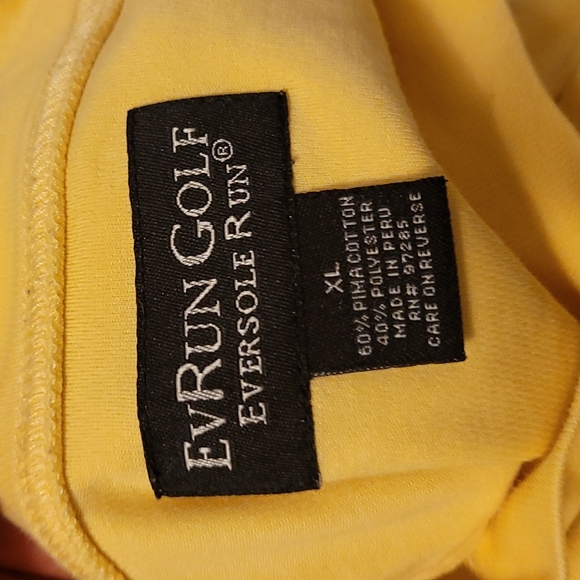 EVRUN GOLF
EVERSOLE RUN®
XL
60% PIMA COTTON
40% POLYESTER
MADE IN PERU
RN# 97285
CARE ON REVERSE